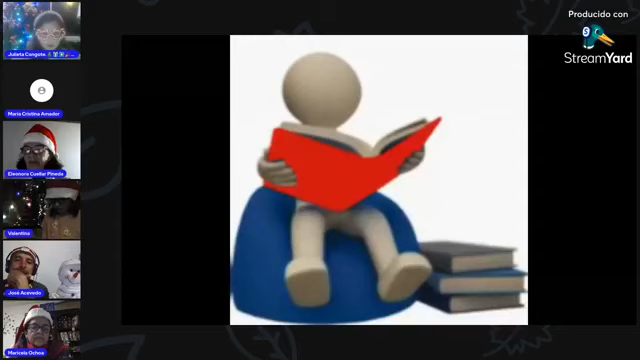 Producido con
StreamYard
Julieta Congote
María Cristina Amador
Eleonora Cuellar Pineda
Valentina
José Acevedo
Maricela Ochoa